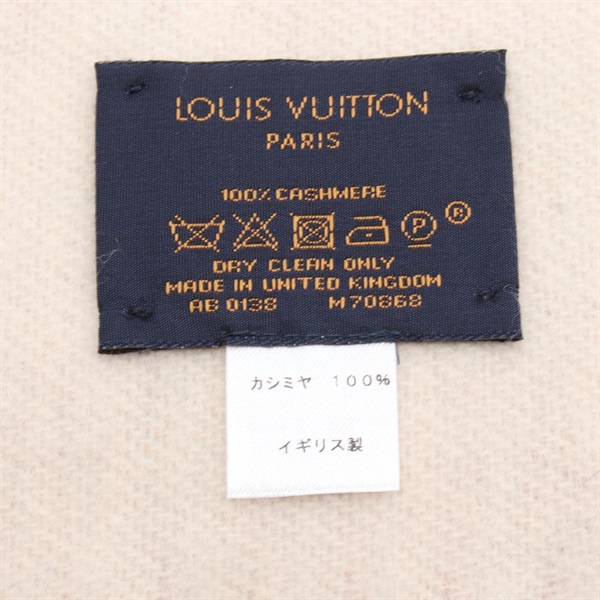 LOUIS VUITTON
PARIS
100% CASHMERE
P ®
DRY CLEAN ONLY
MADE IN UNITED KINGDOM
AB 0138 M70868
カシミヤ 100%
イギリス製